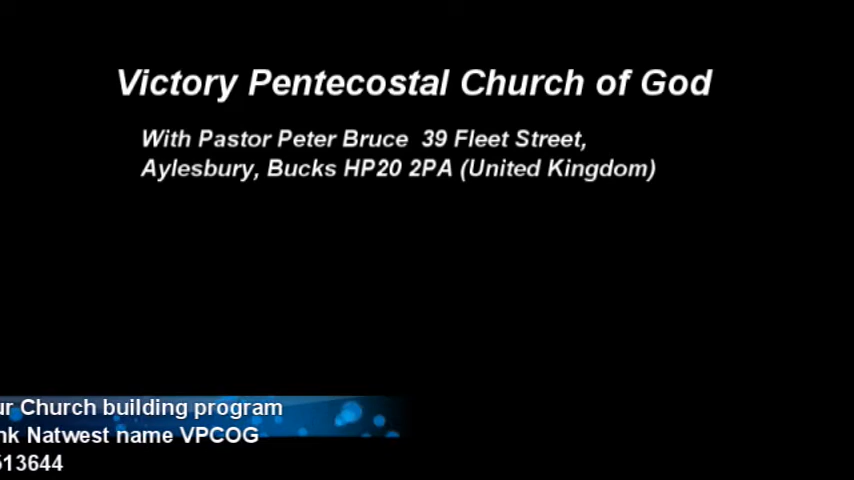 Victory Pentecostal Church of God
With Pastor Peter Bruce 39 Fleet Street,
Aylesbury, Bucks HP20 2PA (United Kingdom)
Church building program
Natwest name VPCOG